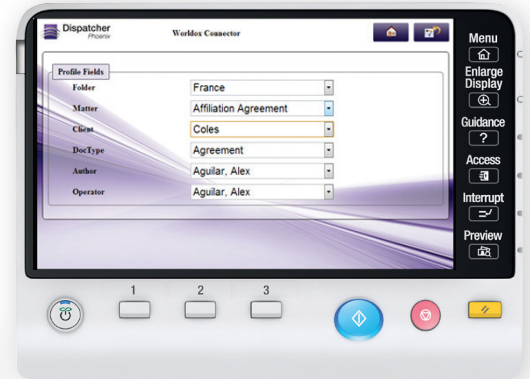 Dispatcher
Phoenix
Worldox Connector
Profile Fields
Folder France
Matter Affiliation Agreement
Client Coles
DocType Agreement
Author Aguilar, Alex
Operator Aguilar, Alex
Menu
Enlarge
Display
Guidance
?
Access
Interrupt
Preview
1 2 3